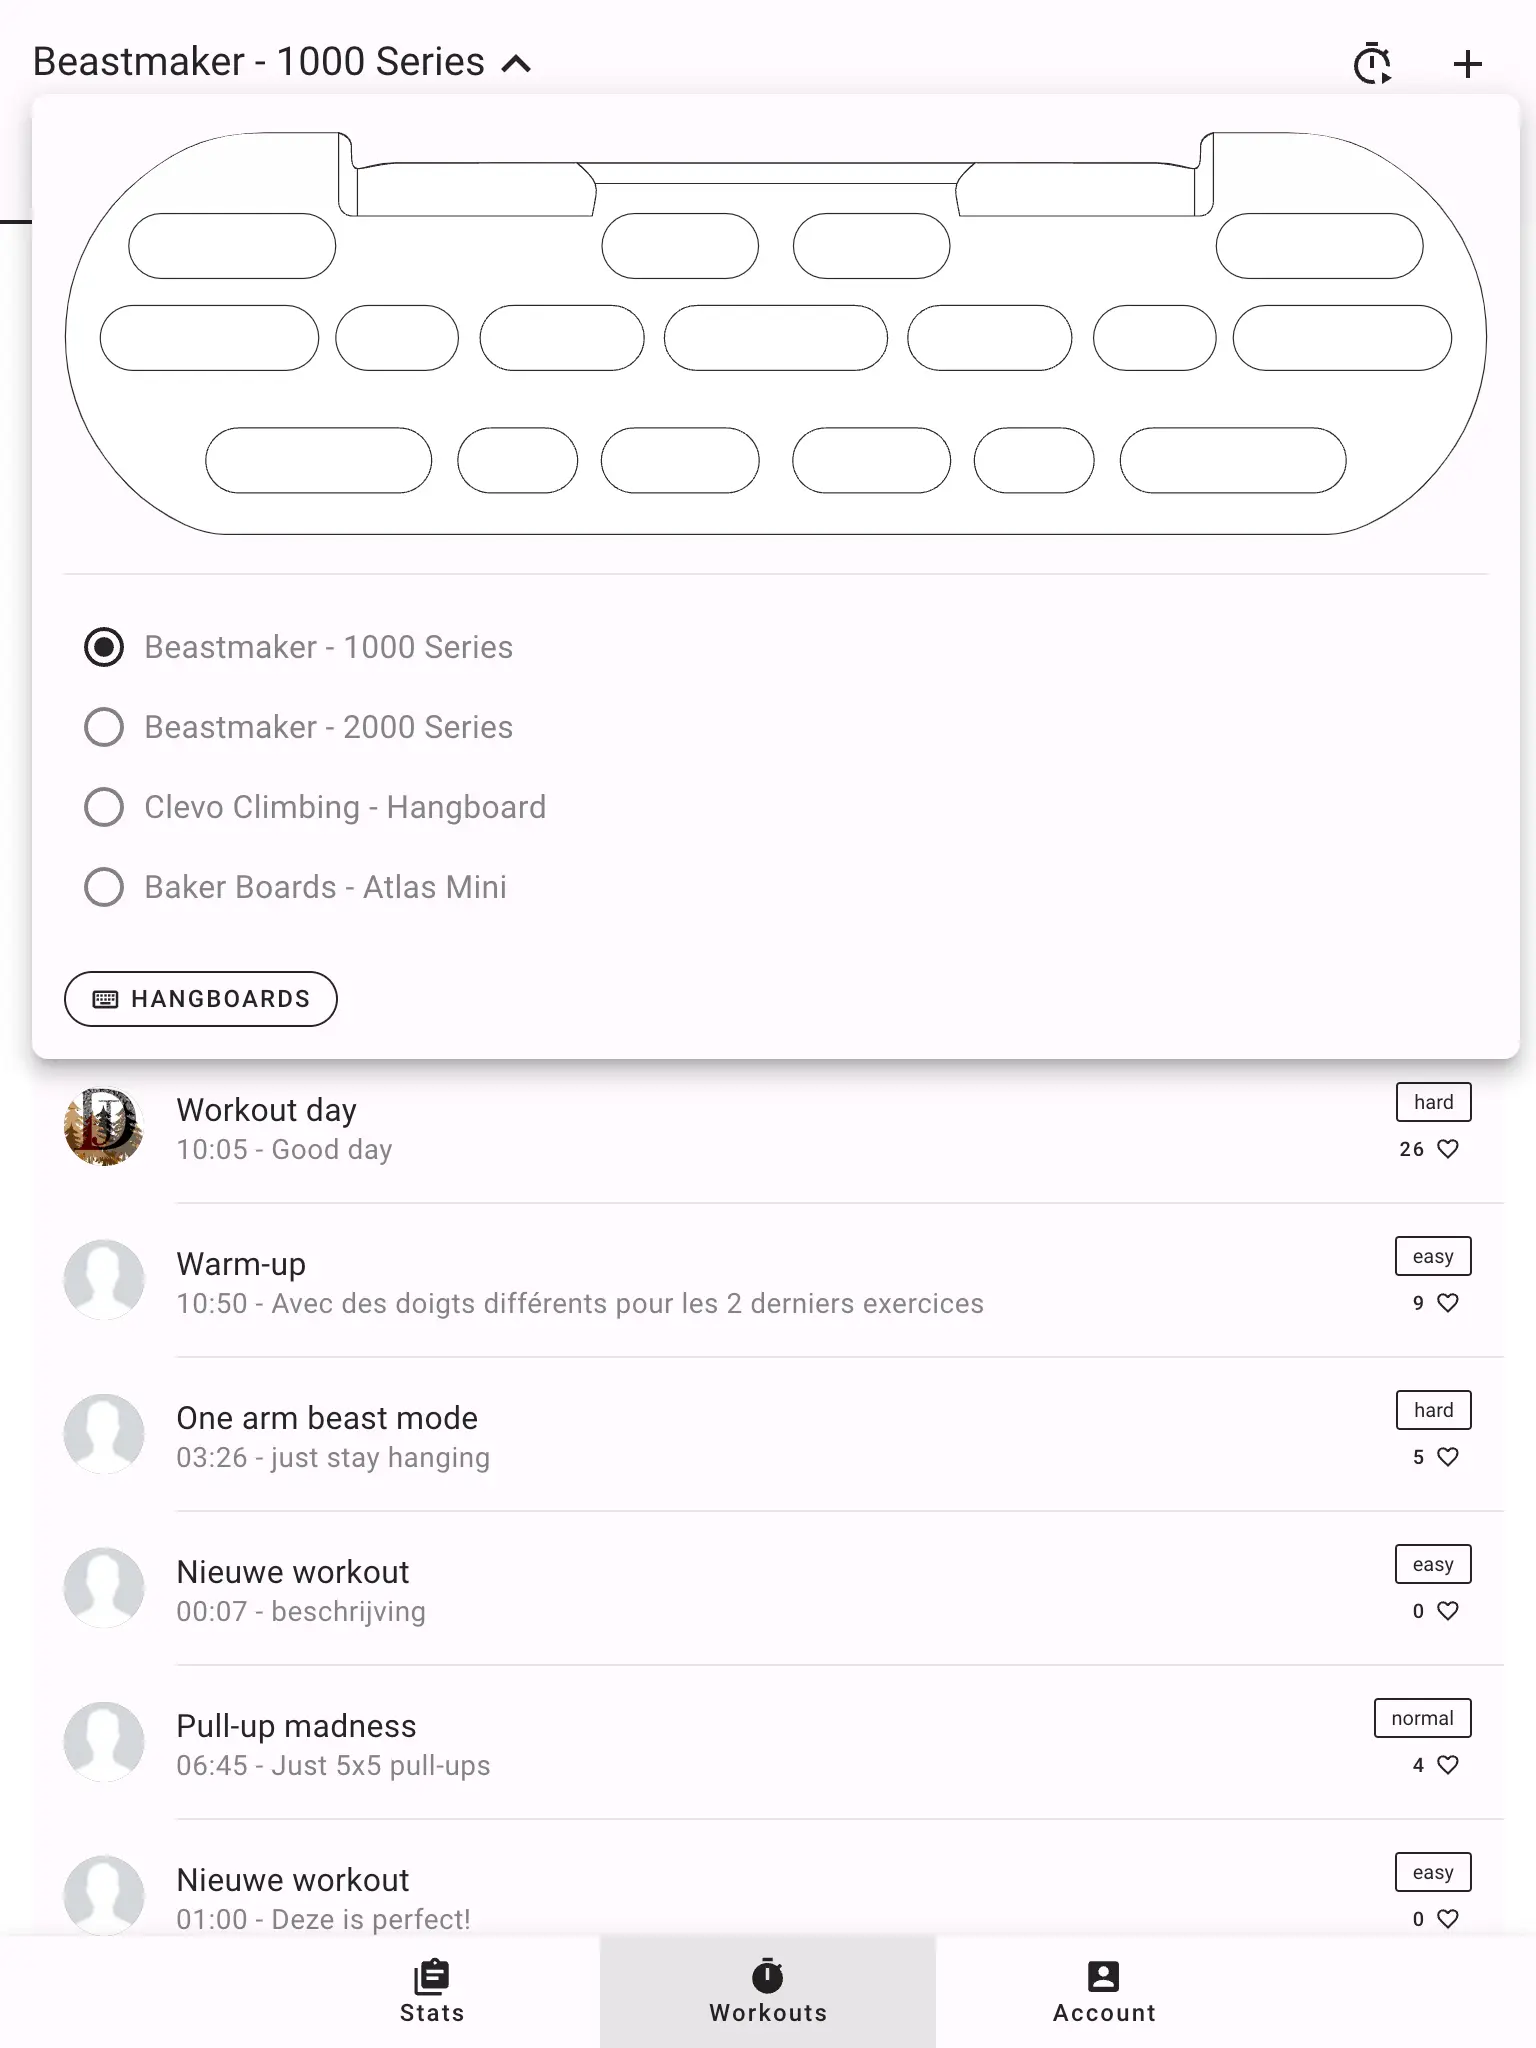 Beastmaker - 1000 Series
Beastmaker - 1000 Series
Beastmaker - 2000 Series
Clevo Climbing - Hangboard
Baker Boards - Atlas Mini
HANGBOARDS
Workout day
hard
10:05 - Good day
26
Warm-up
easy
10:50 - Avec des doigts différents pour les 2 derniers exercices
9
One arm beast mode
hard
03:26 - just stay hanging
5
Nieuwe workout
easy
00:07 - beschrijving
0
Pull-up madness
normal
06:45 - Just 5x5 pull-ups
4
Nieuwe workout
easy
01:00 - Deze is perfect!
0
Stats
Workouts
Account